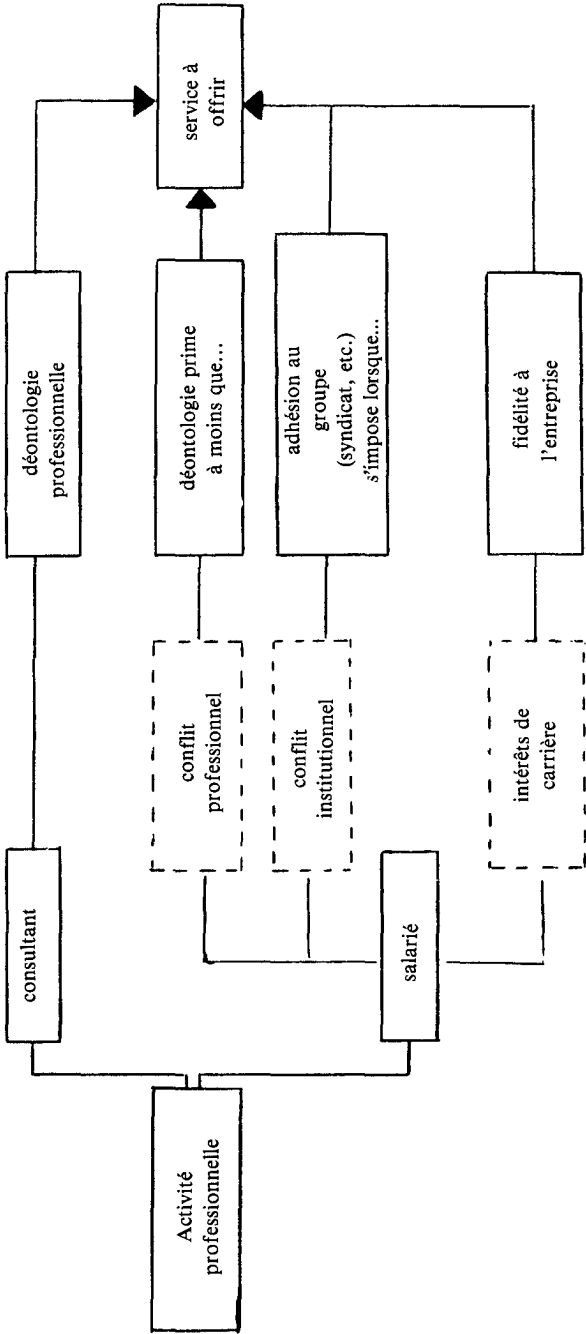 Activité
professionnelle
consultant
salarié
conflit
professionnel
conflit
institutionnel
intérêts de
carrière
déontologie
professionnelle
déontologie prime
à moins que...
adhésion au
groupe
(syndicat, etc.)
s'impose lorsque...
fidélité à
l'entreprise
service à
offrir